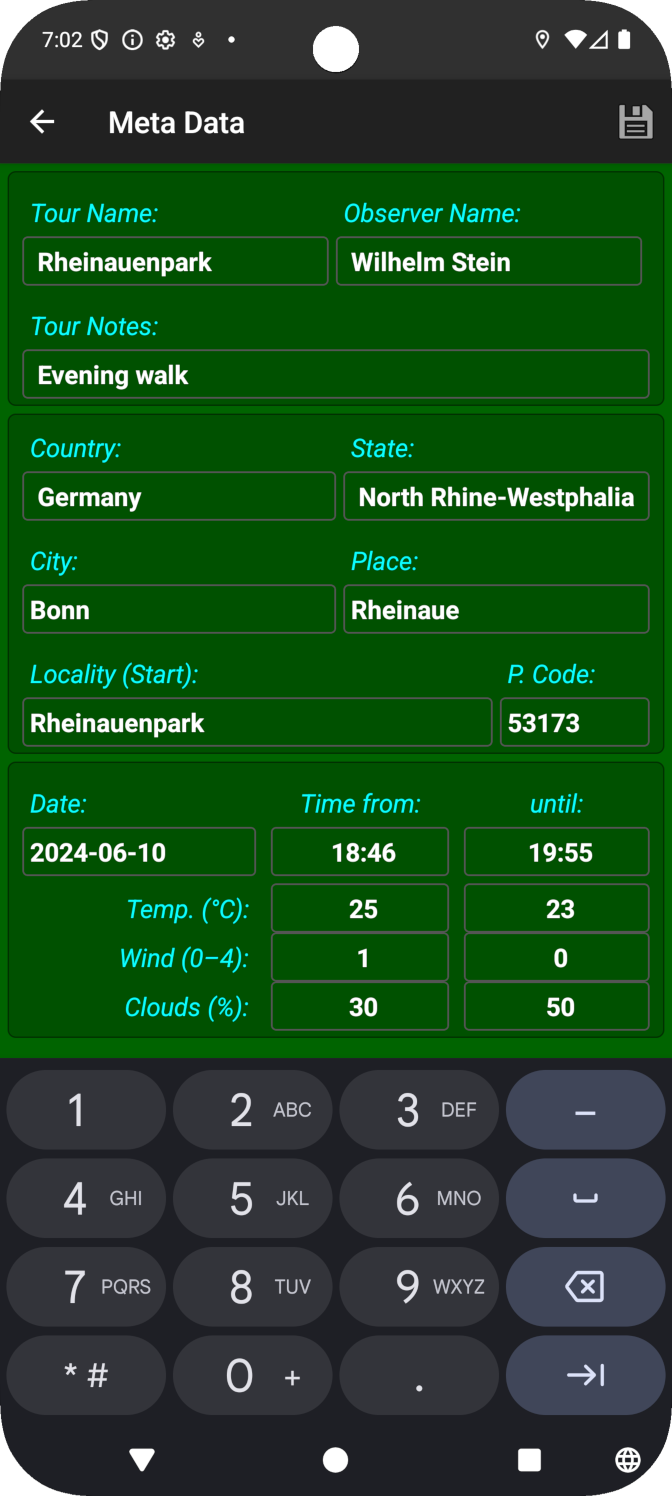 7:02
Meta Data
Tour Name: Observer Name:
Rheinauenpark Wilhelm Stein
Tour Notes:
Evening walk
Country: State:
Germany North Rhine-Westphalia
City: Place:
Bonn Rheinaue
Locality (Start): P. Code:
Rheinauenpark 53173
Date: Time from: until:
2024-06-10 18:46 19:55
Temp. (°C): 25 23
Wind (0–4): 1 0
Clouds (%): 30 50
1 2 ABC 3 DEF –
4 GHI 5 JKL 6 MNO
7 PQRS 8 TUV 9 WXYZ
* # 0 + .